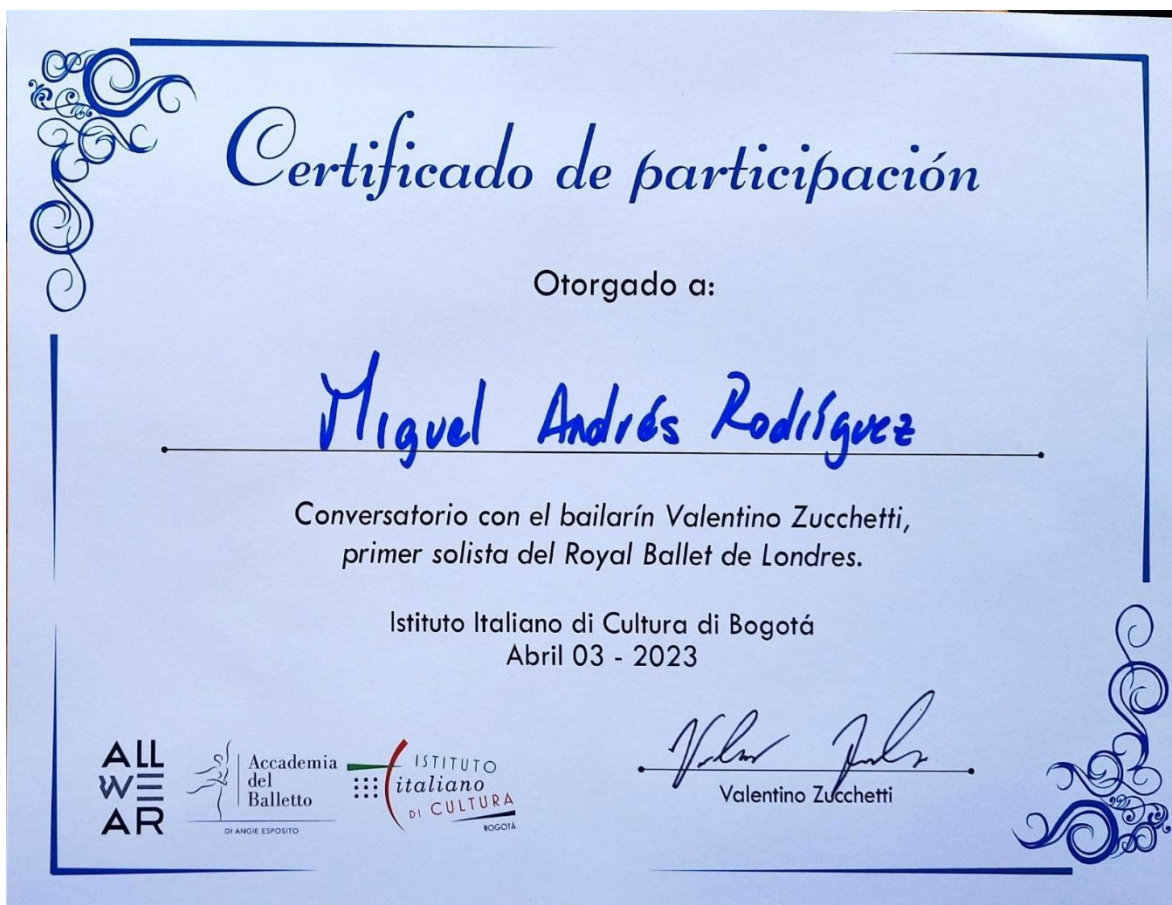 Certificado de participación
Otorgado a:
Miguel Andrés Rodríguez
Conversatorio con el bailarín Valentino Zucchetti,
primer solista del Royal Ballet de Londres.
Istituto Italiano di Cultura di Bogotá
Abril 03 - 2023
ALL
WE
AR
Accademia
del
Balletto
DI ANGIE ESPOSITO
ISTITUTO
italiano
DI CULTURA
BOGOTÁ
Valentino Zucchetti